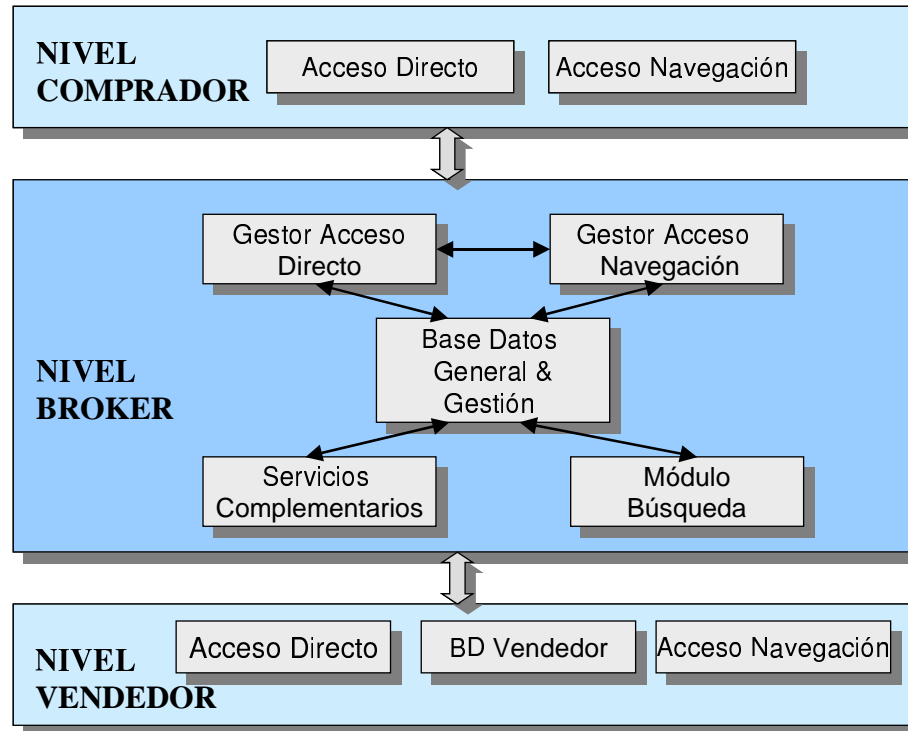 NIVEL
COMPRADOR
Acceso Directo
Acceso Navegación
Gestor Acceso
Directo
Gestor Acceso
Navegación
Base Datos
General &
Gestión
NIVEL
BROKER
Servicios
Complementarios
Módulo
Búsqueda
NIVEL
VENDEDOR
Acceso Directo
BD Vendedor
Acceso Navegación